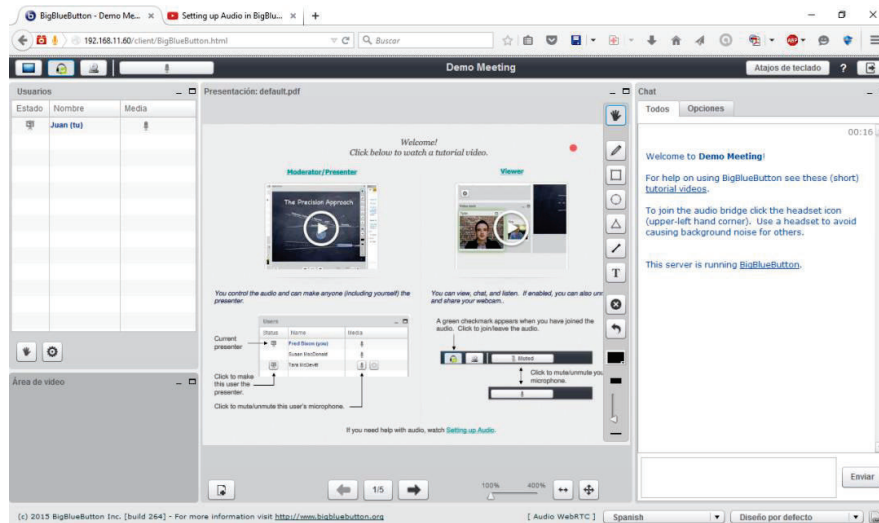 BigBlueButton - Demo Me...
Setting up Audio in BigBlu...
192.168.11.60/client/BigBlueButton.html
Buscar
Demo Meeting
Atajos de teclado
?
Usuarios
Estado Nombre Media
Juan (tu)
Área de video
Presentación: default.pdf
Welcome!
Click below to watch a tutorial video.
Moderator/Presenter
Viewer
The Precision Approach
You control the audio and can make anyone (including yourself) the
presenter.
You can view, chat, and listen. If enabled, you can also
and share your webcam.
Users
Status Name Media
Current
presenter
Fred Dixon (you)
Susan McDonald
Tara McDevitt
Click to make
this user the
presenter.
Click to mute/unmute this user's microphone.
A green checkmark appears when you have joined the
audio. Click to join/leave the audio.
Muted
Click to mute/unmute you
microphone.
If you need help with audio, watch Setting up Audio.
T
1/5
100% 400%
Chat
Todos Opciones
00:16
Welcome to Demo Meeting!
For help on using BigBlueButton see these (short)
tutorial videos.
To join the audio bridge click the headset icon
(upper-left hand corner). Use a headset to avoid
causing background noise for others.
This server is running BigBlueButton.
Enviar
(c) 2015 BigBlueButton Inc. [build 264] - For more information visit http://www.bigbluebutton.org
[ Audio WebRTC ]
Spanish
Diseño por defecto